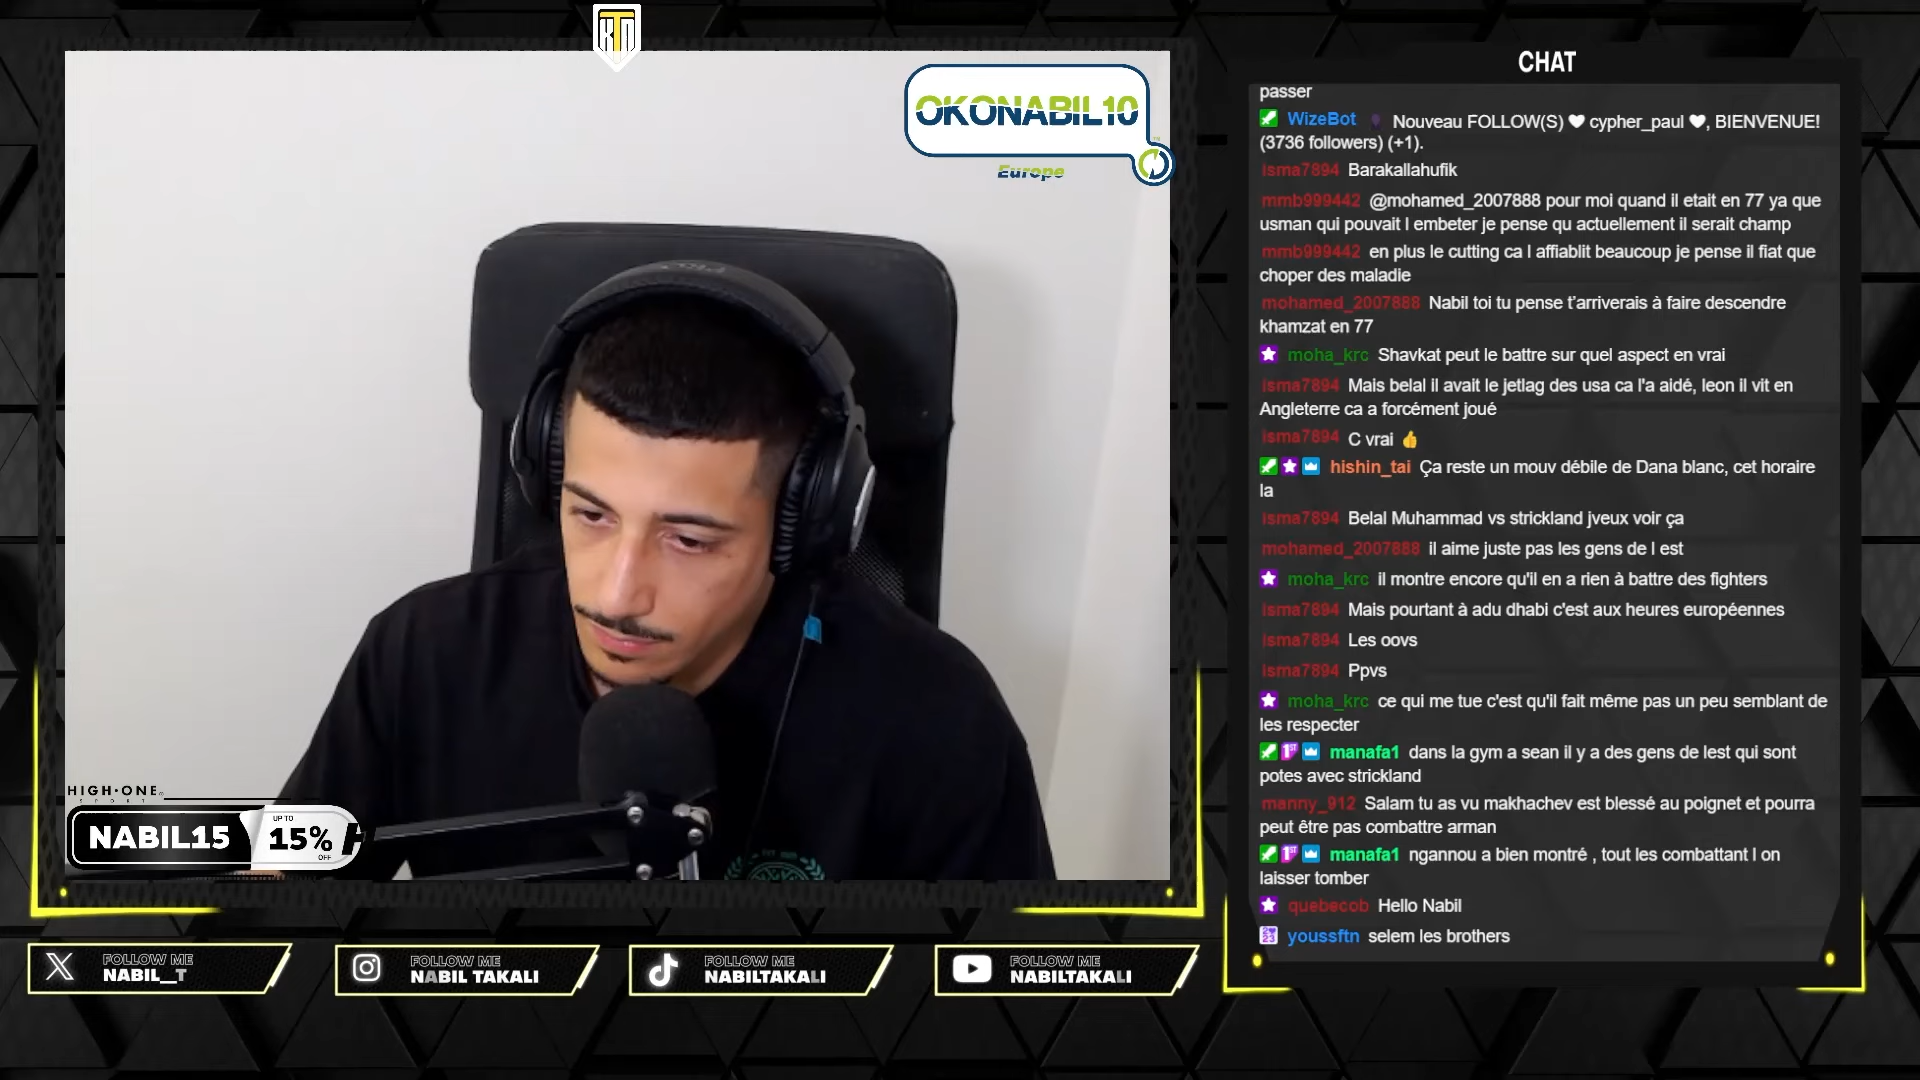 KTN
OKONABIL10
Europe
HIGH·ONE
SPORT
NABIL15
UP TO
15%
OFF
FOLLOW ME
NABIL__T
FOLLOW ME
NABIL TAKALI
FOLLOW ME
NABILTAKALI
FOLLOW ME
NABILTAKALI
CHAT
passer
WizeBot Nouveau FOLLOW(S) ♥ cypher_paul ♥, BIENVENUE!
(3736 followers) (+1).
isma7894 Barakallahufik
mmb999442 @mohamed_2007888 pour moi quand il etait en 77 ya que
usman qui pouvait l embeter je pense qu actuellement il serait champ
mmb999442 en plus le cutting ca l affiablit beaucoup je pense il fiat que
choper des maladie
mohamed_2007888 Nabil toi tu pense t'arriverais à faire descendre
khamzat en 77
moha_krc Shavkat peut le battre sur quel aspect en vrai
isma7894 Mais belal il avait le jetlag des usa ca l'a aidé, leon il vit en
Angleterre ca a forcément joué
isma7894 C vrai 👍
hishin_tai Ça reste un mouv débile de Dana blanc, cet horaire
la
isma7894 Belal Muhammad vs strickland jveux voir ça
mohamed_2007888 il aime juste pas les gens de l est
moha_krc il montre encore qu'il en a rien à battre des fighters
isma7894 Mais pourtant à adu dhabi c'est aux heures européennes
isma7894 Les oovs
isma7894 Ppvs
moha_krc ce qui me tue c'est qu'il fait même pas un peu semblant de
les respecter
manafa1 dans la gym a sean il y a des gens de lest qui sont
potes avec strickland
manny_912 Salam tu as vu makhachev est blessé au poignet et pourra
peut être pas combattre arman
manafa1 ngannou a bien montré , tout les combattant l on
laisser tomber
quebecob Hello Nabil
youssftn selem les brothers